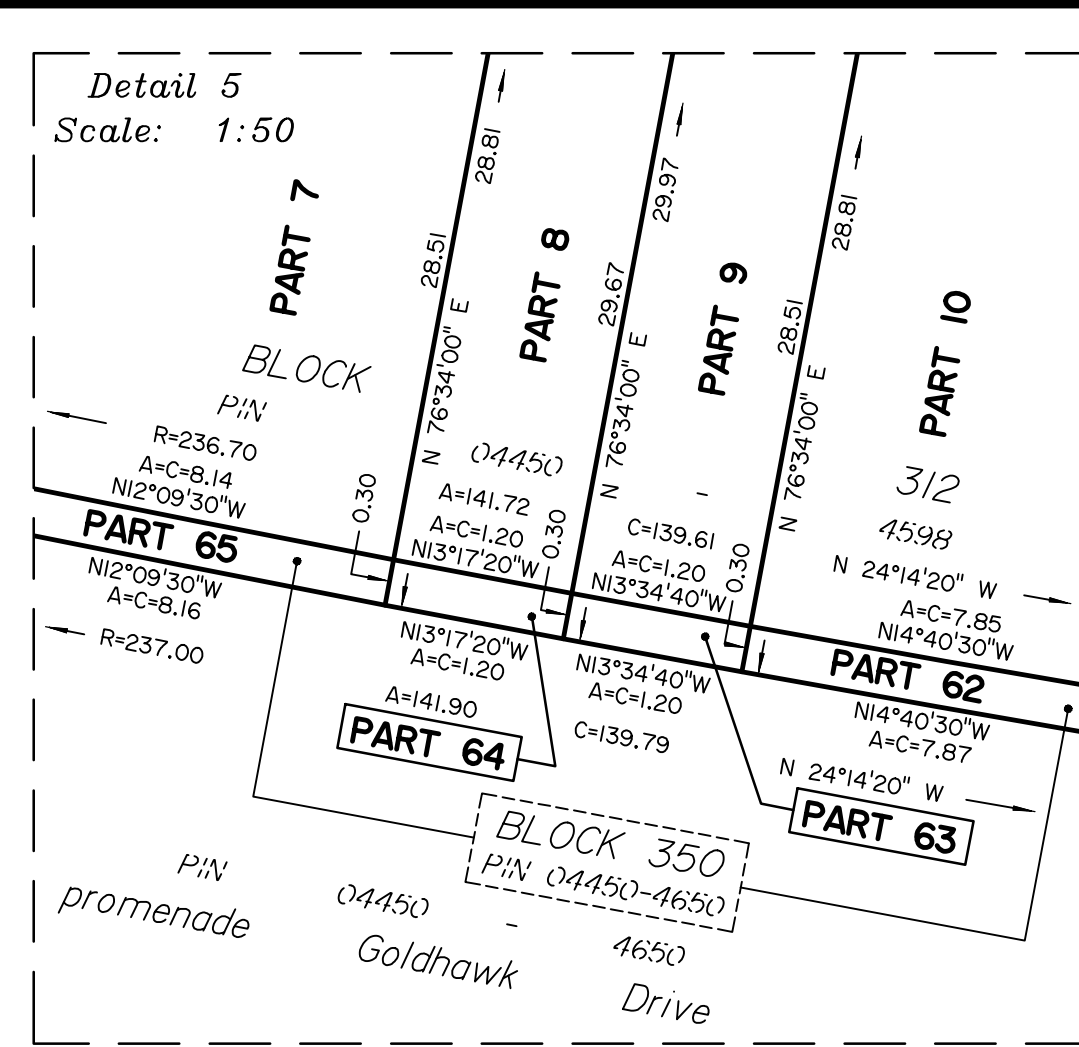 Detail 5
Scale: 1:50
PART 7
28.81
28.51
N 76°34'00" E
PART 8
29.97
29.67
N 76°34'00" E
PART 9
28.81
28.51
N 76°34'00" E
PART 10
BLOCK
312
PIN
04450
-
4598
R=236.70
A=C=8.14
N12°09'30"W
0.30
A=141.72
A=C=1.20
N13°17'20"W
0.30
C=139.61
A=C=1.20
N13°34'40"W
0.30
N 24°14'20" W
A=C=7.85
N14°40'30"W
PART 65
PART 62
N12°09'30"W
A=C=8.16
R=237.00
N13°17'20"W
A=C=1.20
A=141.90
PART 64
N13°34'40"W
A=C=1.20
C=139.79
N14°40'30"W
A=C=7.87
N 24°14'20" W
PART 63
BLOCK 350
PIN 04450-4650
PIN
04450
-
4650
promenade
Goldhawk
Drive